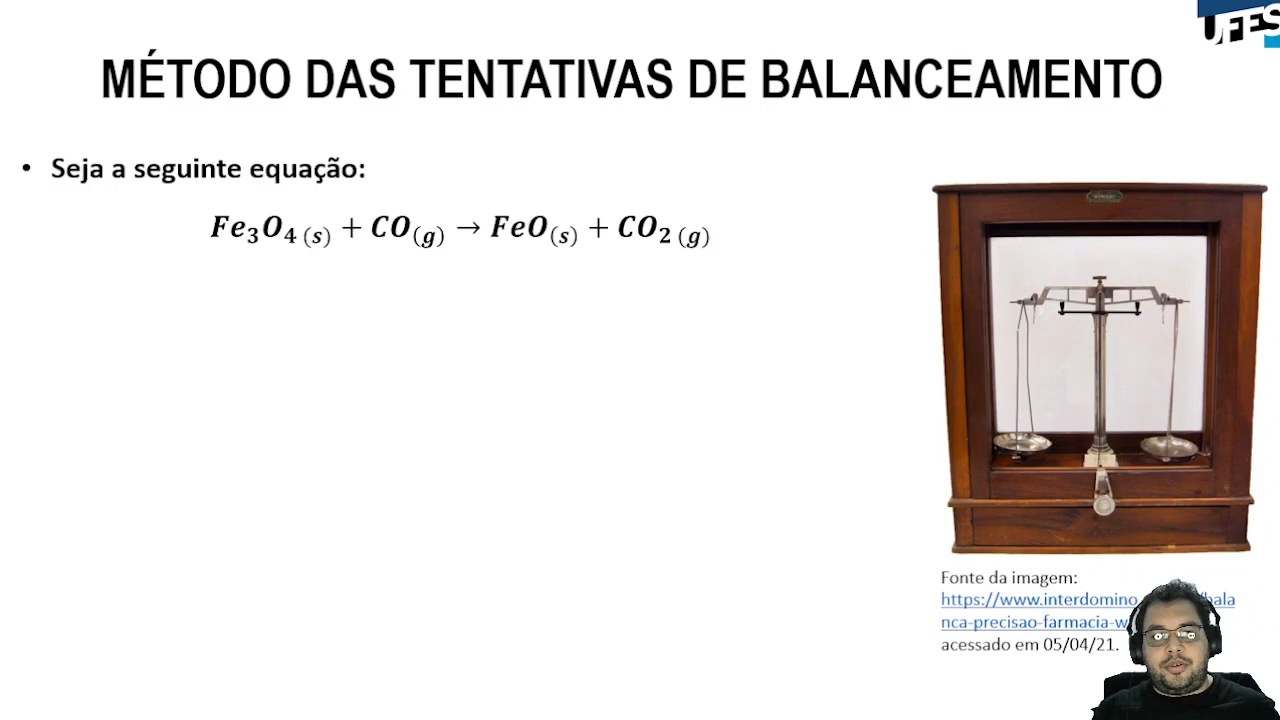 UFES
MÉTODO DAS TENTATIVAS DE BALANCEAMENTO
• Seja a seguinte equação:
Fe₃O₄ (s) + CO(g) → FeO(s) + CO₂ (g)
Fonte da imagem:
https://www.interdomino. /bala
nca-precisao-farmacia-w
acessado em 05/04/21.